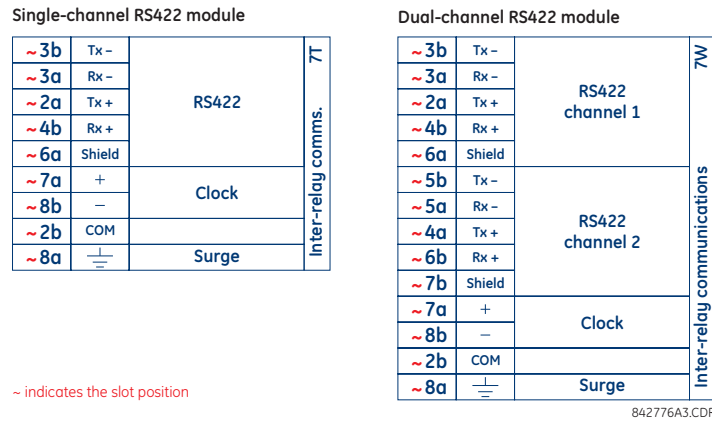 Single-channel RS422 module
~3b Tx –
~3a Rx –
~2a Tx + RS422
~4b Rx +
~6a Shield
~7a +
~8b – Clock
~2b COM
~8a Surge
7T
Inter-relay comms.
~ indicates the slot position
Dual-channel RS422 module
~3b Tx –
~3a Rx –
~2a Tx + RS422 channel 1
~4b Rx +
~6a Shield
~5b Tx –
~5a Rx –
~4a Tx + RS422 channel 2
~6b Rx +
~7b Shield
~7a +
~8b – Clock
~2b COM
~8a Surge
7W
Inter-relay communications
842776A3.CDR